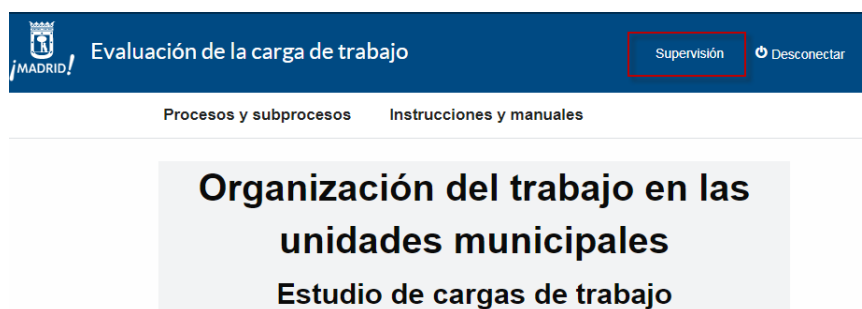 ¡MADRID!
Evaluación de la carga de trabajo
Supervisión
Desconectar
Procesos y subprocesos
Instrucciones y manuales
Organización del trabajo en las
unidades municipales
Estudio de cargas de trabajo